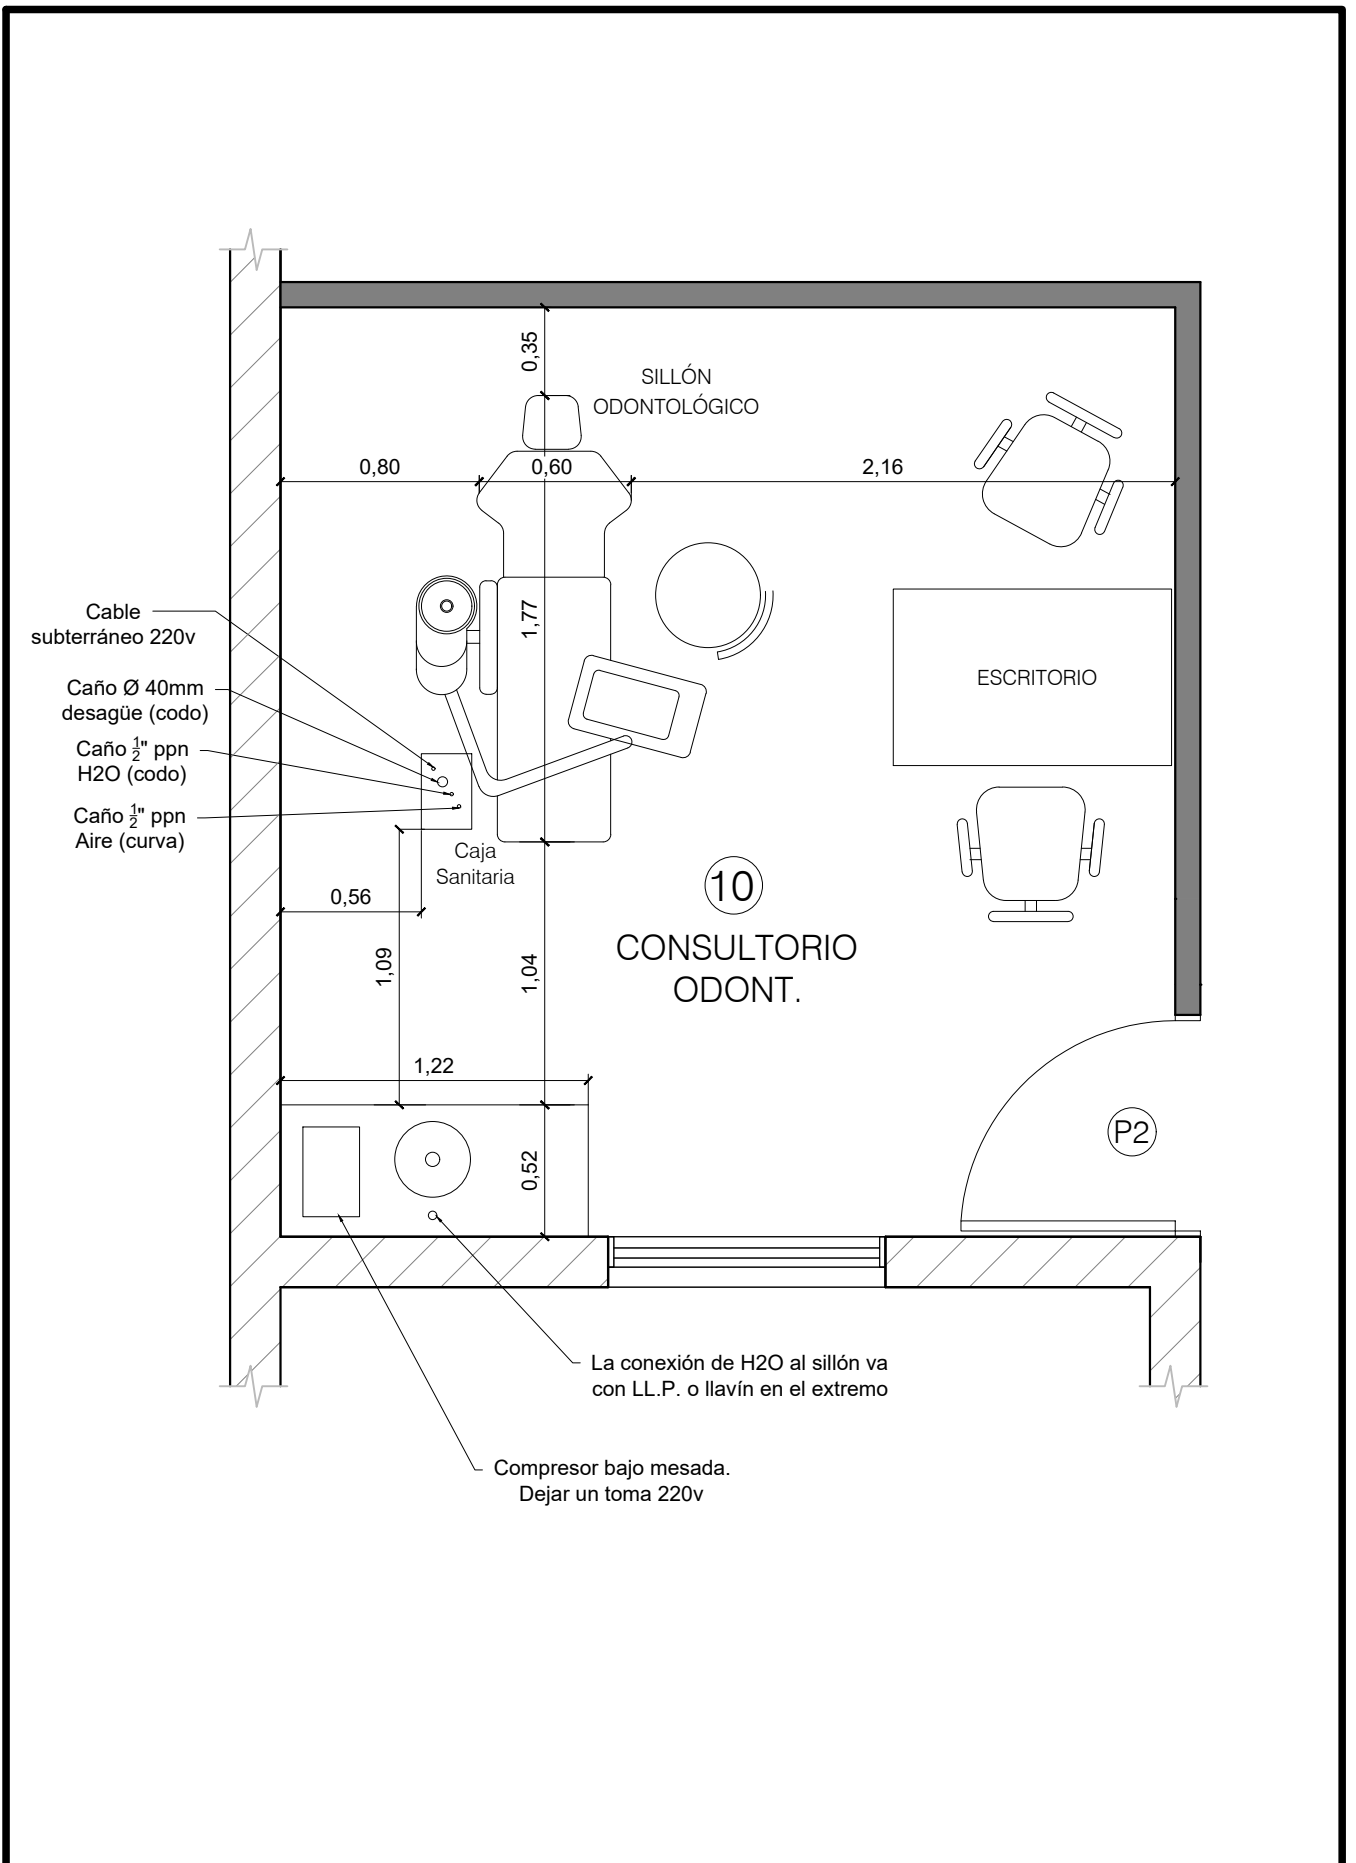 0,35
SILLÓN
ODONTOLÓGICO
0,80
0,60
2,16
Cable
subterráneo 220v
1,77
Caño Ø 40mm
desagüe (codo)
ESCRITORIO
Caño 1/2" ppn
H2O (codo)
Caño 1/2" ppn
Aire (curva)
Caja
Sanitaria
0,56
10
CONSULTORIO
ODONT.
1,09
1,04
1,22
P2
0,52
La conexión de H2O al sillón va
con LL.P. o llavín en el extremo
Compresor bajo mesada.
Dejar un toma 220v